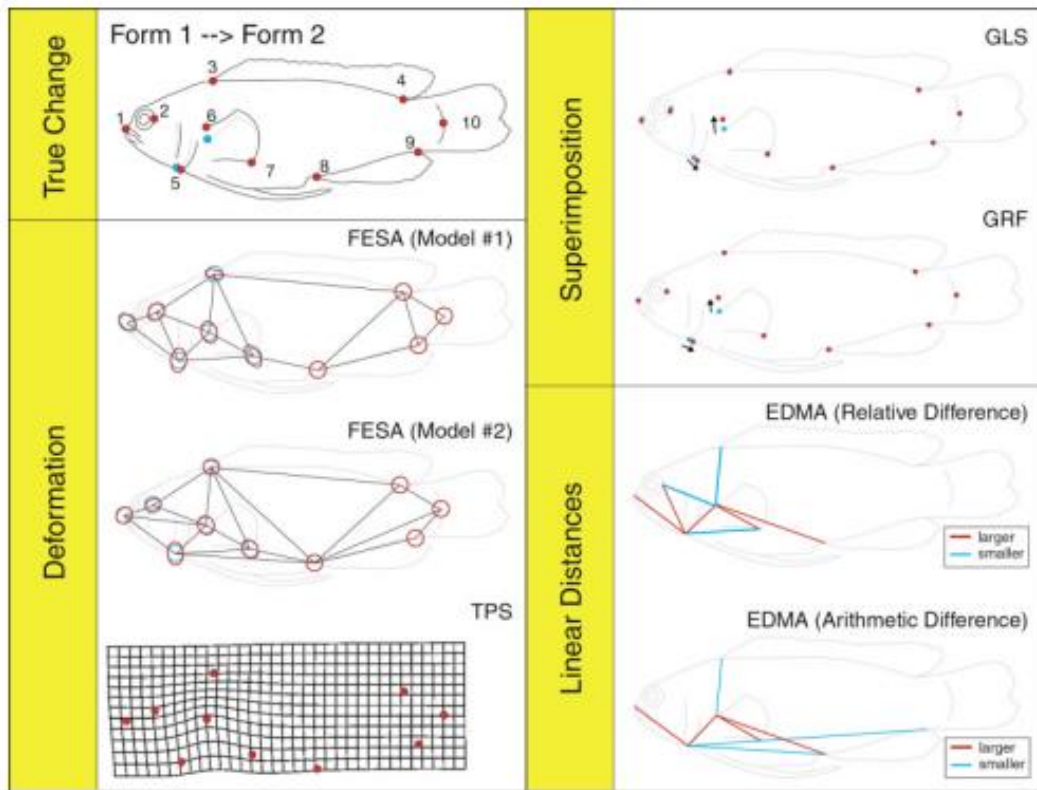 True Change
Form 1 --> Form 2
1
2
3
4
5
6
7
8
9
10
Deformation
FESA (Model #1)
FESA (Model #2)
TPS
Superimposition
GLS
GRF
Linear Distances
EDMA (Relative Difference)
larger
smaller
EDMA (Arithmetic Difference)
larger
smaller